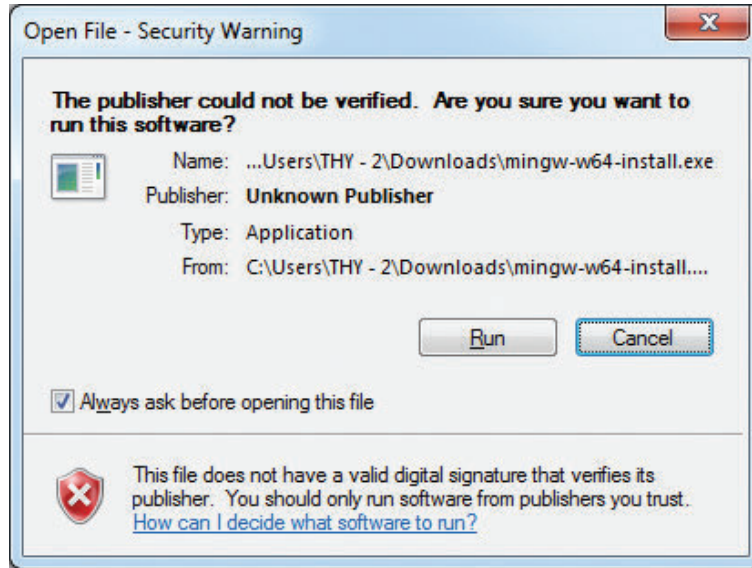 Open File - Security Warning
The publisher could not be verified. Are you sure you want to
run this software?
Name: ...Users\THY - 2\Downloads\mingw-w64-install.exe
Publisher: Unknown Publisher
Type: Application
From: C:\Users\THY - 2\Downloads\mingw-w64-install....
Run Cancel
Always ask before opening this file
This file does not have a valid digital signature that verifies its
publisher. You should only run software from publishers you trust.
How can I decide what software to run?